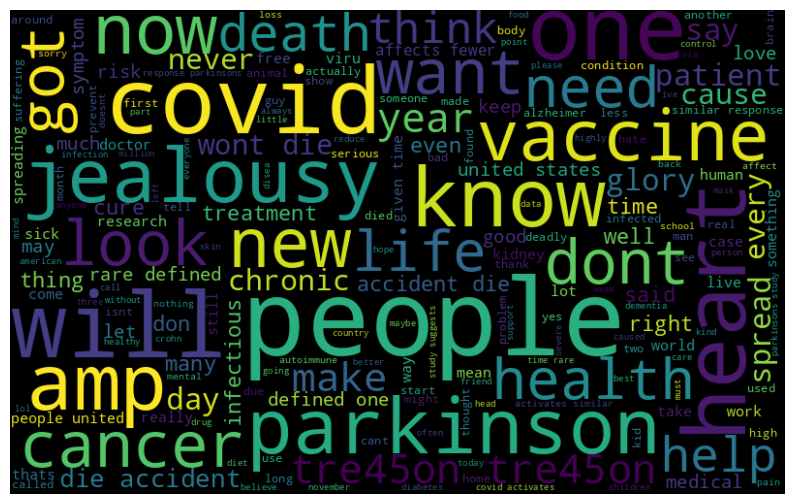 covid
people
now
death
think
one
say
got
want
need
patient
love
another
brain
around
sorry
loss
food
point
body
control
via
never
free
viru
affects fewer
symptom
risk
response parkinsons
animal
actually
cause
suffering
spreading
prevent
doesnt
first
part
guy
always
little
show
someone
made
keep
alzheimer
less
condition
please
live
similar response
hate
year
vaccine
much
doctor
wont die
reduce
everyone
serious
even
highly
found
back
affect
infection
million
month
jealousy
know
given time
bad
united states
data
infected
school
mask
human
glory
something
anyone
cure
tell
left
disea
treatment
died
time
man
real
person
heart
mind
american
sick
may
research
skin
look
new
life
hope
good
deadly
kidney
thank
well
see
case
thing
rare defined
chronic
accident die
dont
said
live
spread every
come
call
three
without
nothing
isnt
still
will
don
let
healthy
crohn
infectious
country
maybe
study suggests
lot
problem
support
week
severe
yes
caused
dementia
right
kind
parkinsons study
many
mental
autoimmune
going
better
way
start
mean
time rare
two
world
care
used
amp
day
due
make
might
friend
thought
health
best
must
people united
really
drug
defined one
cant
often
head
activates similar
kid
take
work
high
lol
cancer
diet
use
parkinson
help
thats
called
die accident
long
believe
november
tre45on tre45on
home
today
diabetes
covid activates
children
medical
pain